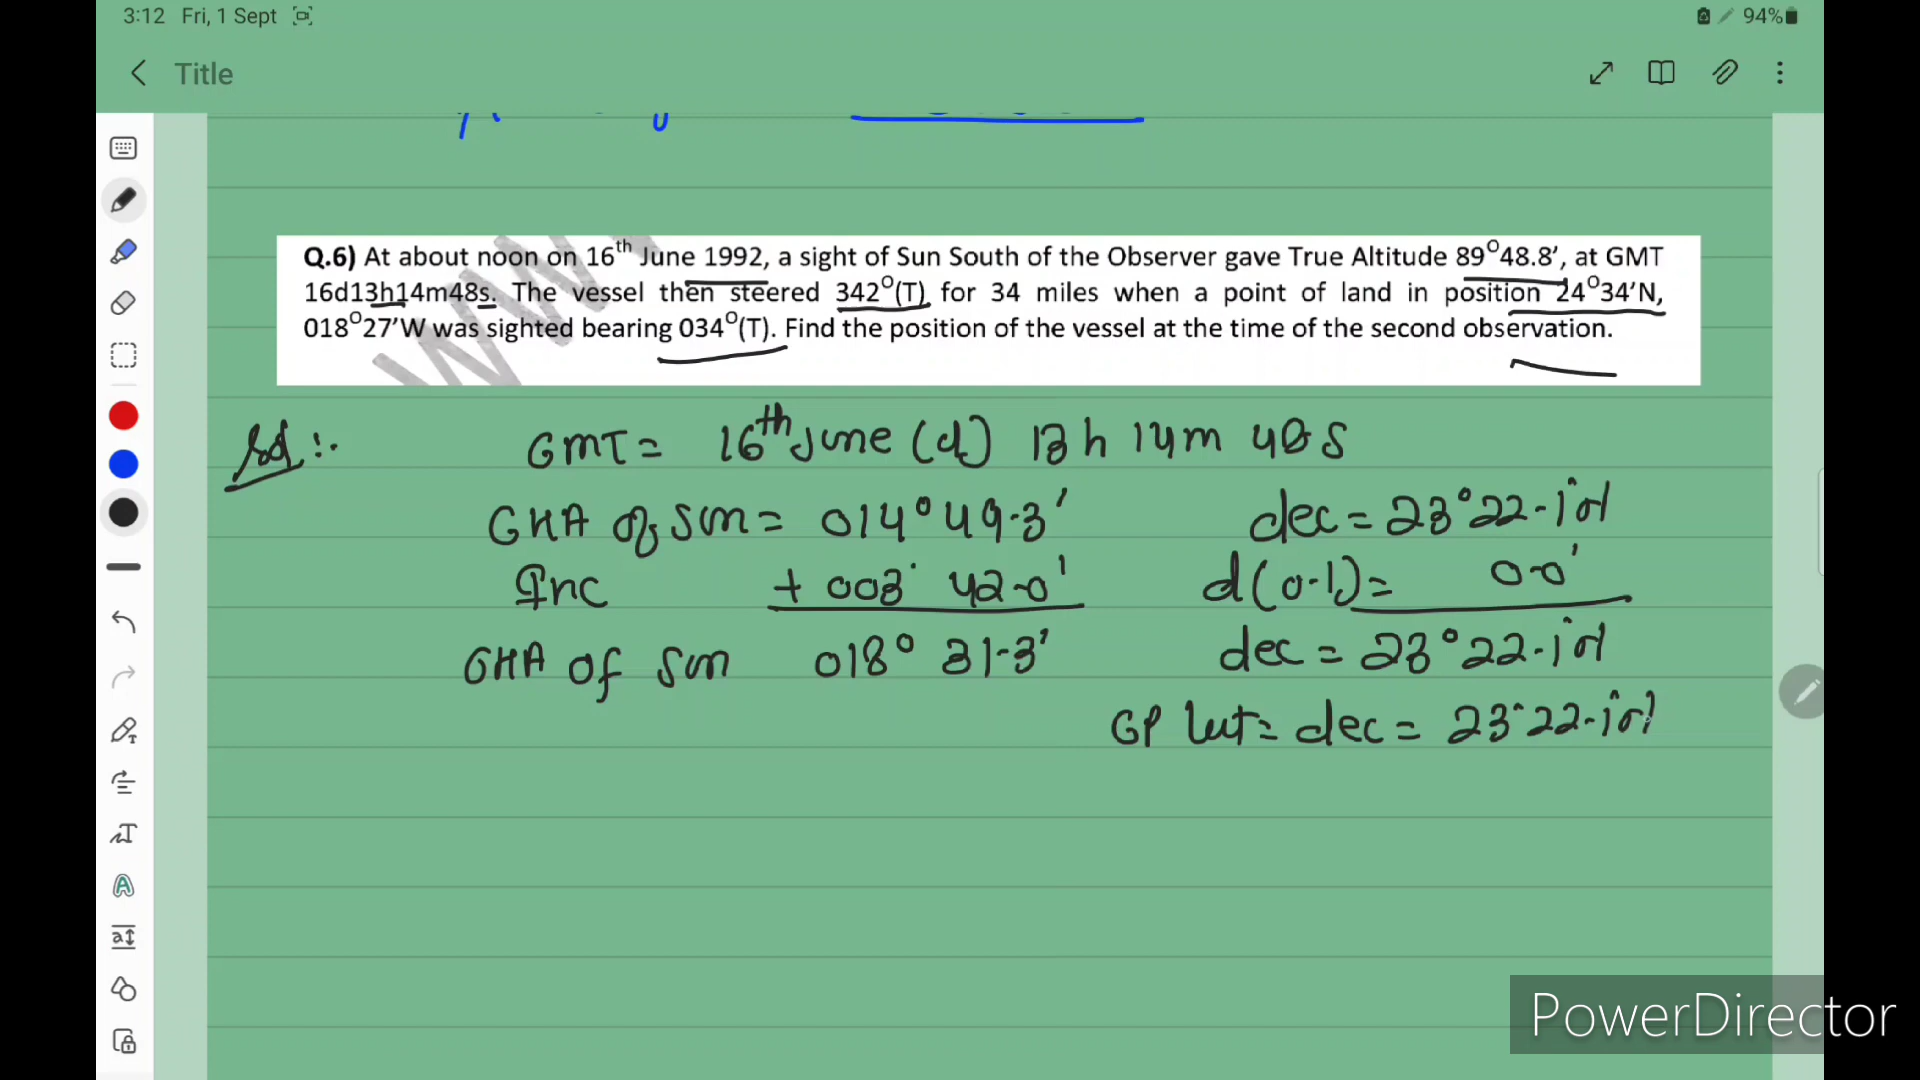 3:12 Fri, 1 Sept 94%
Title
Q.6) At about noon on 16th June 1992, a sight of Sun South of the Observer gave True Altitude 89°48.8’, at GMT
16d13h14m48s. The vessel then steered 342°(T) for 34 miles when a point of land in position 24°34’N,
018°27’W was sighted bearing 034°(T). Find the position of the vessel at the time of the second observation.
Sol :.
GMT = 16th June (d) 13 h 14m 48 s
GHA of sun = 014° 49.3' dec = 23°22.1'N
Inc + 003° 42.0' d(0.1) = 0.0'
GHA of sun 018° 31.3' dec = 23°22.1'N
GP lat = dec = 23°22.1'N
PowerDirector